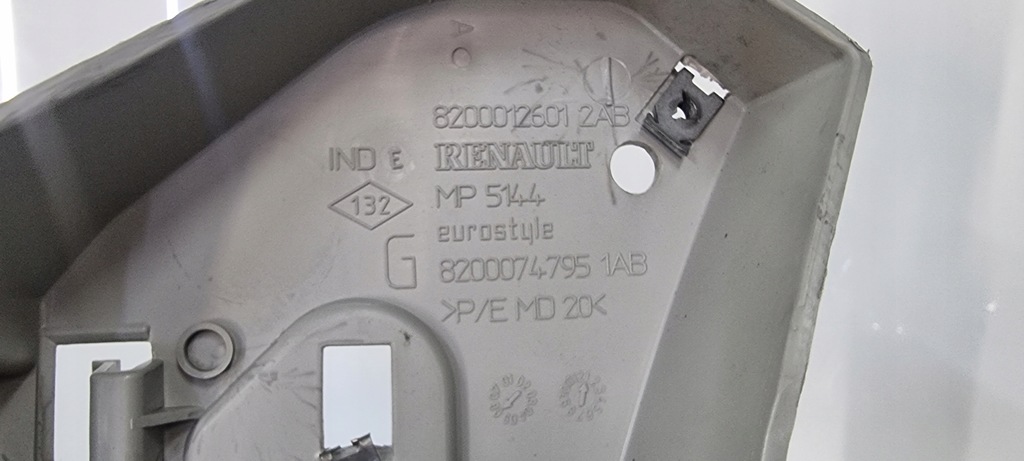 A
8200012601 2AB
IND E RENAULT
132 MP 5144
eurostyle
G 8200074795 1AB
>P/E MD 20<